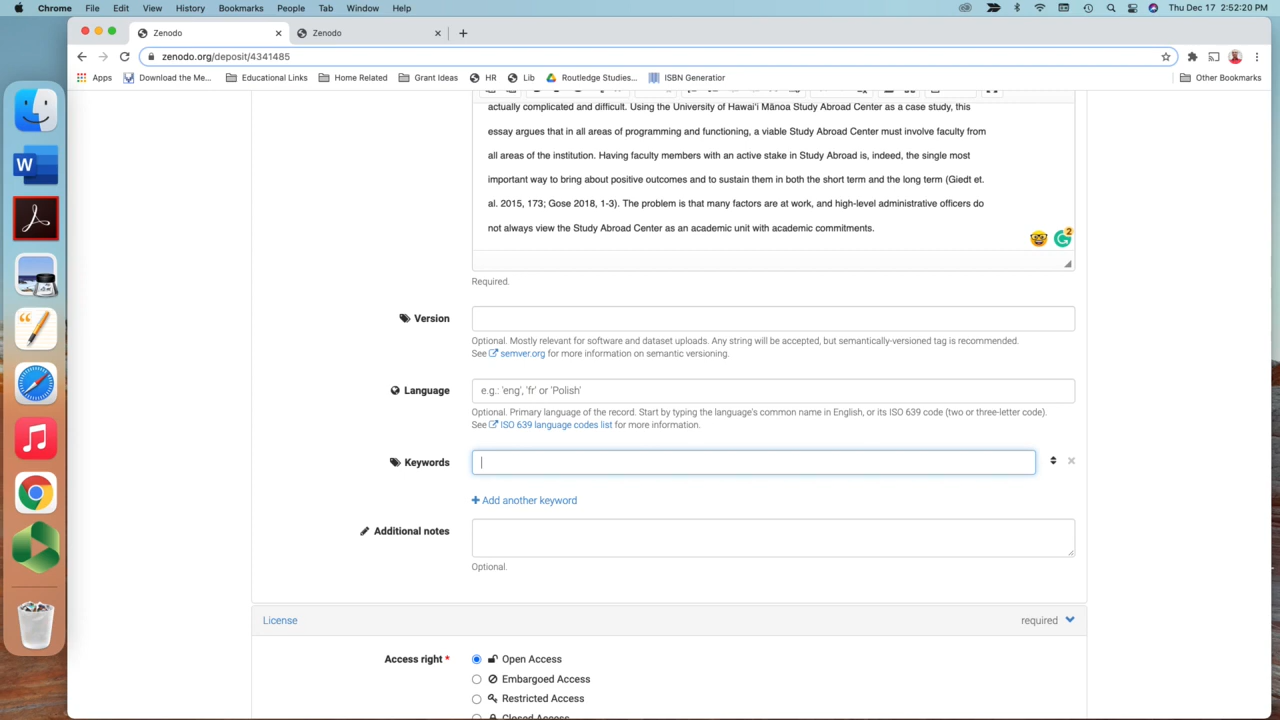 Chrome File Edit View History Bookmarks People Tab Window Help Thu Dec 17 2:52:20 PM
Zenodo Zenodo
zenodo.org/deposit/4341485
Apps Download the Me... Educational Links Home Related Grant Ideas HR Lib Routledge Studies... ISBN Generatior Other Bookmarks
actually complicated and difficult. Using the University of Hawai'i Mānoa Study Abroad Center as a case study, this
essay argues that in all areas of programming and functioning, a viable Study Abroad Center must involve faculty from
all areas of the institution. Having faculty members with an active stake in Study Abroad is, indeed, the single most
important way to bring about positive outcomes and to sustain them in both the short term and the long term (Giedt et.
al. 2015, 173; Gose 2018, 1-3). The problem is that many factors are at work, and high-level administrative officers do
not always view the Study Abroad Center as an academic unit with academic commitments.
2
Required.
Version
Optional. Mostly relevant for software and dataset uploads. Any string will be accepted, but semantically-versioned tag is recommended.
See semver.org for more information on semantic versioning.
Language e.g.: 'eng', 'fr' or 'Polish'
Optional. Primary language of the record. Start by typing the language's common name in English, or its ISO 639 code (two or three-letter code).
See ISO 639 language codes list for more information.
Keywords
Add another keyword
Additional notes
Optional.
License required
Access right * Open Access
Embargoed Access
Restricted Access
Closed Access